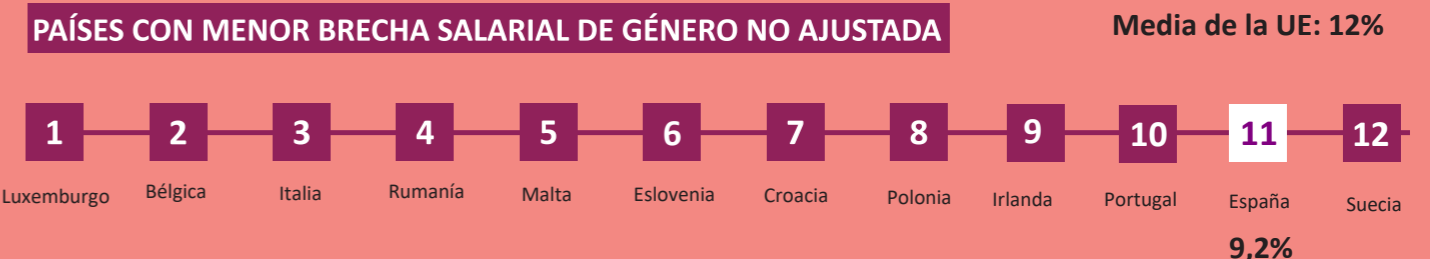 PAÍSES CON MENOR BRECHA SALARIAL DE GÉNERO NO AJUSTADA
Media de la UE: 12%
1 2 3 4 5 6 7 8 9 10 11 12
Luxemburgo Bélgica Italia Rumanía Malta Eslovenia Croacia Polonia Irlanda Portugal España Suecia
9,2%